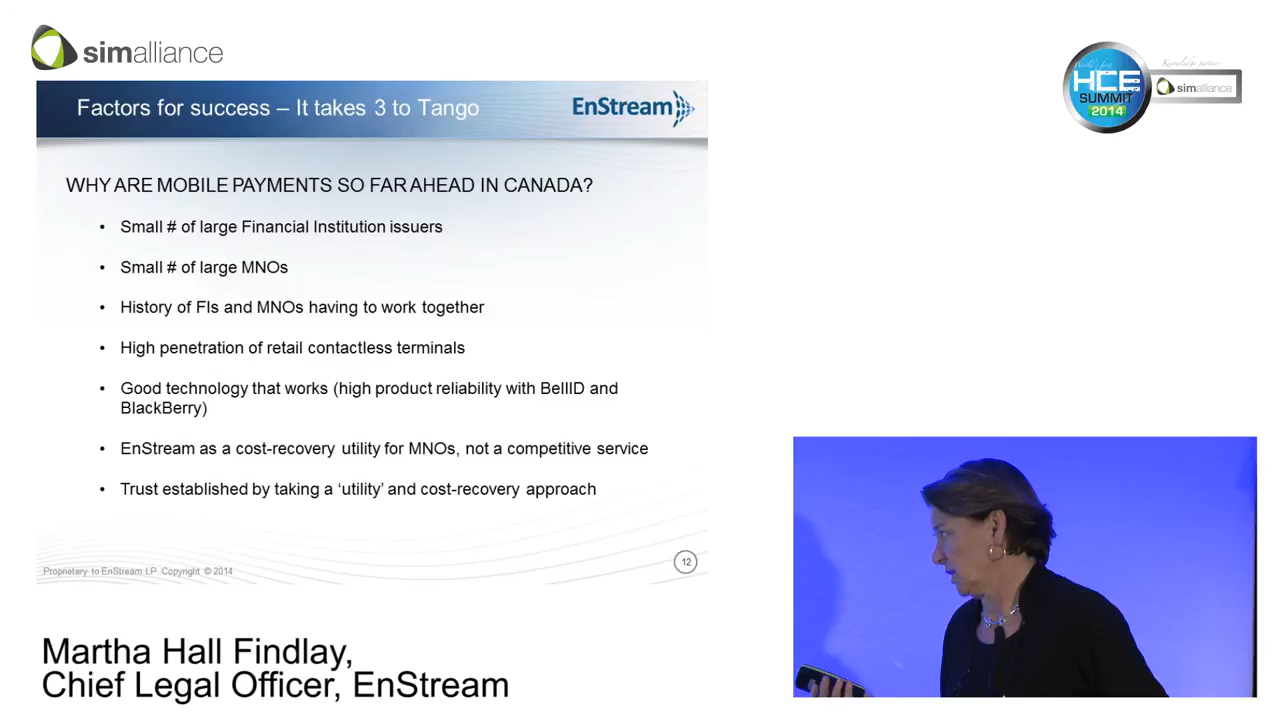 simalliance
Factors for success – It takes 3 to Tango
EnStream
WHY ARE MOBILE PAYMENTS SO FAR AHEAD IN CANADA?
• Small # of large Financial Institution issuers
• Small # of large MNOs
• History of FIs and MNOs having to work together
• High penetration of retail contactless terminals
• Good technology that works (high product reliability with BellID and
BlackBerry)
• EnStream as a cost-recovery utility for MNOs, not a competitive service
• Trust established by taking a ‘utility’ and cost-recovery approach
Proprietary to EnStream LP. Copyright © 2014
12
World's first
HCE
SUMMIT
2014
Knowledge partner
simalliance
Martha Hall Findlay,
Chief Legal Officer, EnStream